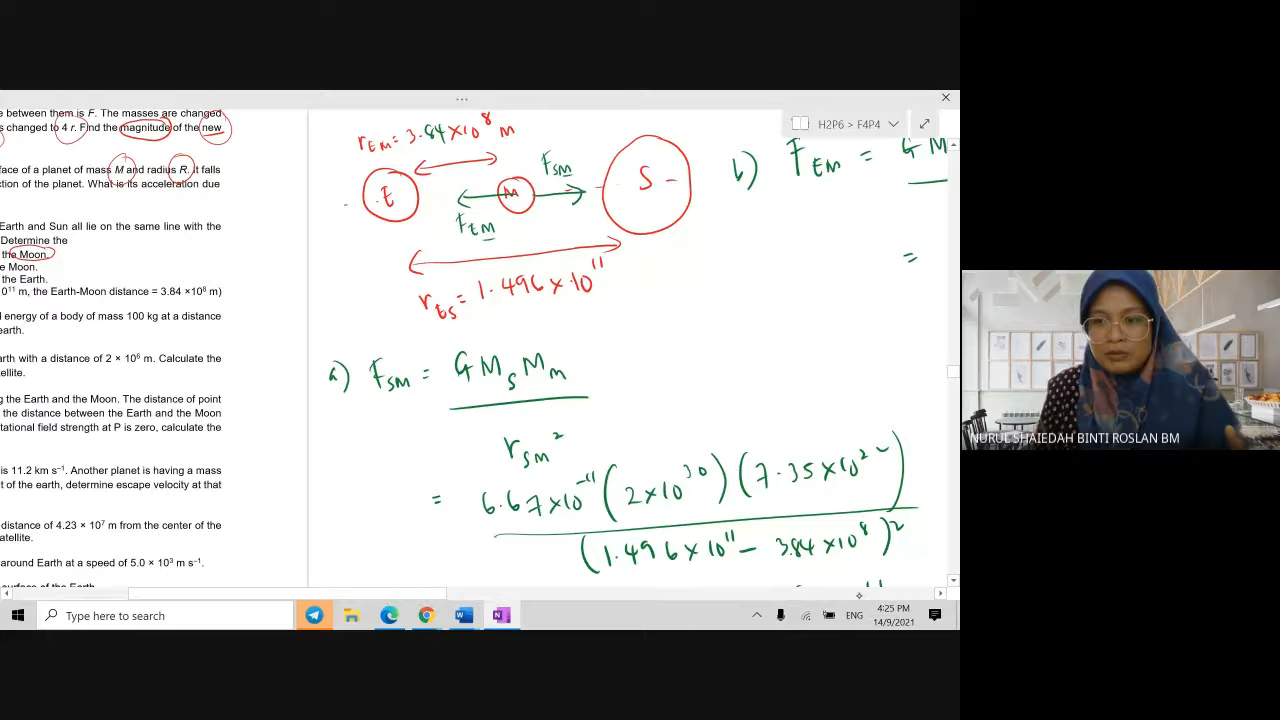 e between them is F. The masses are changed
s changed to 4 r. Find the magnitude of the new
face of a planet of mass M and radius R. It falls
ction of the planet. What is its acceleration due
Earth and Sun all lie on the same line with the
Determine the
the Moon.
e Moon.
the Earth.
0¹¹ m, the Earth-Moon distance = 3.84 ×10⁸ m)
l energy of a body of mass 100 kg at a distance
earth.
arth with a distance of 2 × 10⁶ m. Calculate the
tellite.
g the Earth and the Moon. The distance of point
the distance between the Earth and the Moon
tational field strength at P is zero, calculate the
is 11.2 km s⁻¹. Another planet is having a mass
et of the earth, determine escape velocity at that
distance of 4.23 × 10⁷ m from the center of the
atellite.
around Earth at a speed of 5.0 × 10³ m s⁻¹.
surface of the Earth
H2P6 > F4P4
r_EM = 3.84 × 10⁸ m
E
M
S
F_SM
F_EM
r_ES = 1.496 × 10¹¹
a) F_SM = G M_s M_m
r_SM²
= 6.67 × 10⁻¹¹ (2 × 10³⁰) (7.35 × 10²²)
(1.496 × 10¹¹ − 3.84 × 10⁸)²
b) F_EM = G M
=
NURUL SHAIEDAH BINTI ROSLAN BM
Type here to search
ENG
4:25 PM
14/9/2021